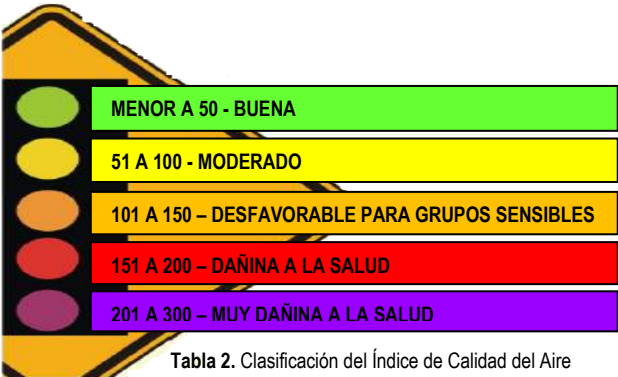 MENOR A 50 - BUENA
51 A 100 - MODERADO
101 A 150 – DESFAVORABLE PARA GRUPOS SENSIBLES
151 A 200 – DAÑINA A LA SALUD
201 A 300 – MUY DAÑINA A LA SALUD
Tabla 2. Clasificación del Índice de Calidad del Aire